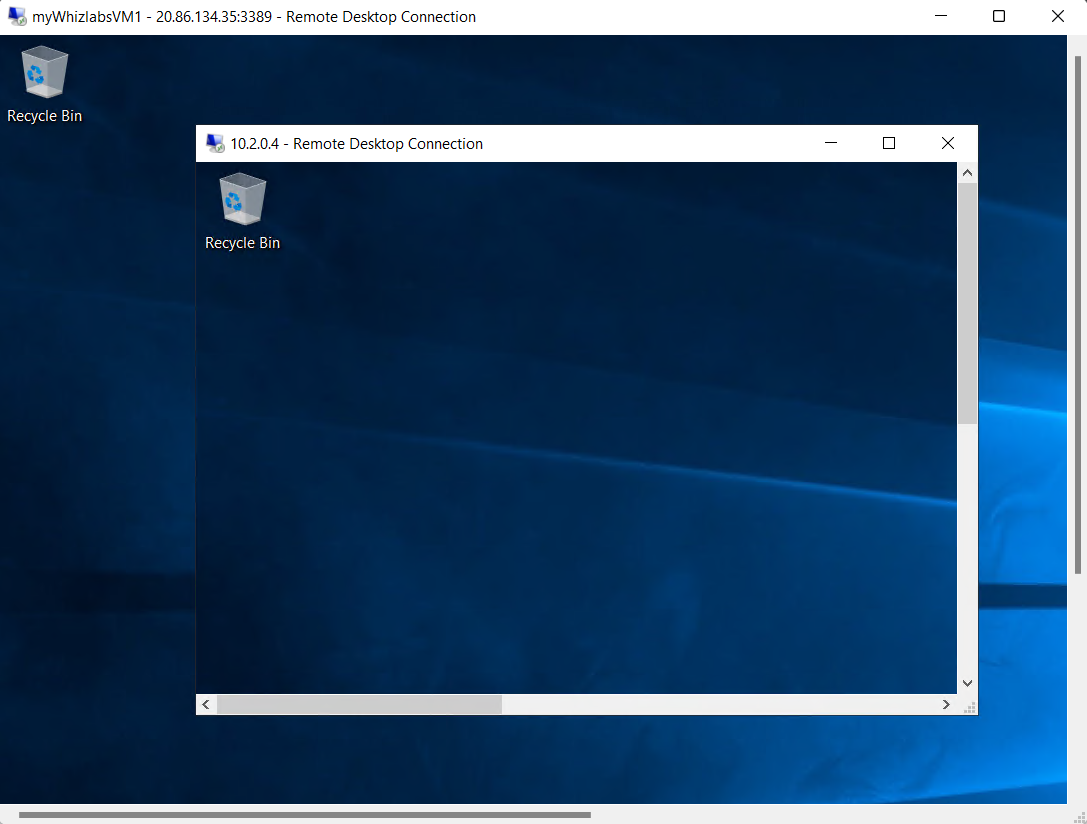 myWhizlabsVM1 - 20.86.134.35:3389 - Remote Desktop Connection
Recycle Bin
10.2.0.4 - Remote Desktop Connection
Recycle Bin